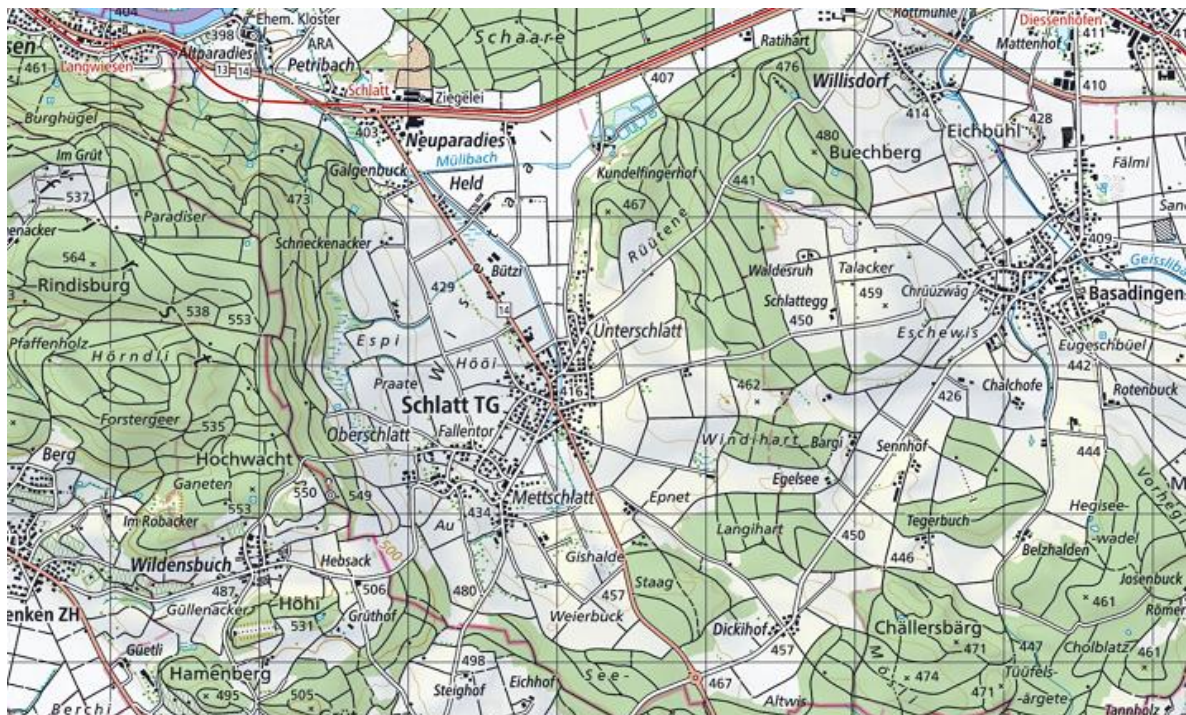 404
Ehem. Kloster
Rottmühle
Diessenhofen
411
398
Schaare
Ratihart
Mattenhof
sen-
Altparadies
ARA
461
Langwiesen
13
14
Petribach
407
476
Willisdorf
410
Schlatt
Ziegelei
Burghügel
403
Neuparadies
480
414
428
Eichbühl
Im Grüt
Mülibach
Buechberg
Fälmi
Galgenbuck
Held
Kundelfingerhof
441
537
473
467
Paradiser
Rüütene
409
Schneckenacker
564
Bützi
Waldesruh
Talacker
Geisslibach
Rindisburg
429
Schlattegg
459
Chrüüzwäg
Basadingen
538
553
14
450
Pfaffenholz
Espi
Unterschlatt
Eschewis
Hörndli
Hööi
Eugeschbüel
442
Praate
462
Chalchofe
Rotenbuck
Schlatt TG
416
426
Forstergeer
535
Oberschlatt
Fallentor
Windihart
Bargi
Sennhof
Berg
Hochwacht
444
Ganeten
550
549
Egelsee
Vorheg
553
Mettschlatt
Epnet
Hegisee-
Im Robacker
434
Langihart
Tegerbuch
-wadel
Au
500
450
Wildensbuch
Hebsack
Gishalde
446
Belzhalden
487
506
480
457
Staag
Josenbuck
Güllenacker
Höhi
461
enken ZH
531
Grüthof
Weierbuck
Dickihof
Challersbärg
Güetli
457
471
447
Cholplatz
Hamenberg
498
See-
Mösli
474
Tüüfels-
461
495
505
Steighof
Eichhof
467
471
-ärgete
Berchi
Altwis
Tannholz